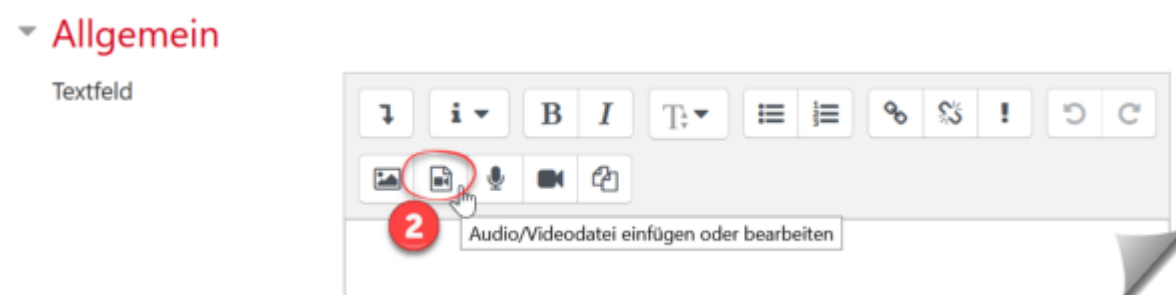 Allgemein
Textfeld
i B I T
2
Audio/Videodatei einfügen oder bearbeiten